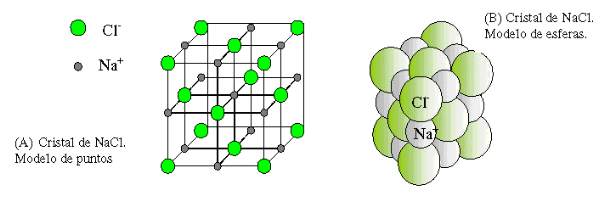 Cl⁻
Na⁺
(A) Cristal de NaCl.
Modelo de puntos
(B) Cristal de NaCl.
Modelo de esferas.
Cl⁻
Na⁺